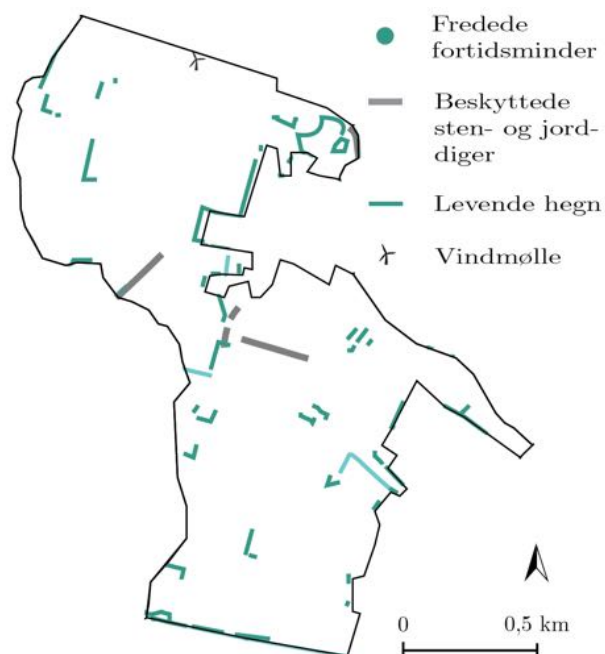 Fredede
fortidsminder
Beskyttede
sten- og jord-
diger
Levende hegn
Vindmølle
0
0,5 km